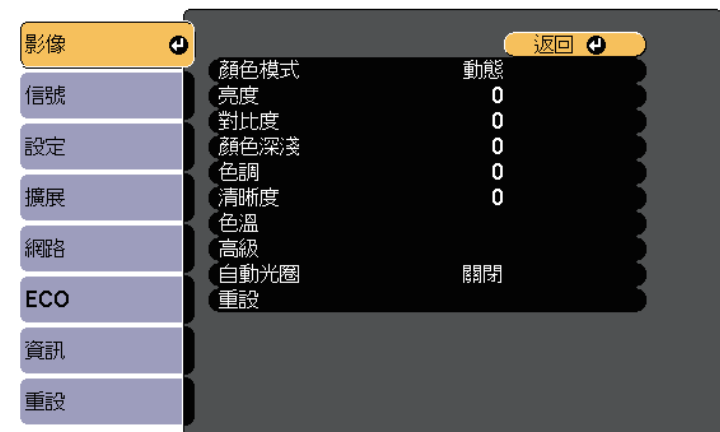 影像
信號
設定
擴展
網路
ECO
資訊
重設
返回
顏色模式 動態
亮度 0
對比度 0
顏色深淺 0
色調 0
清晰度 0
色溫
高級
自動光圈 關閉
重設